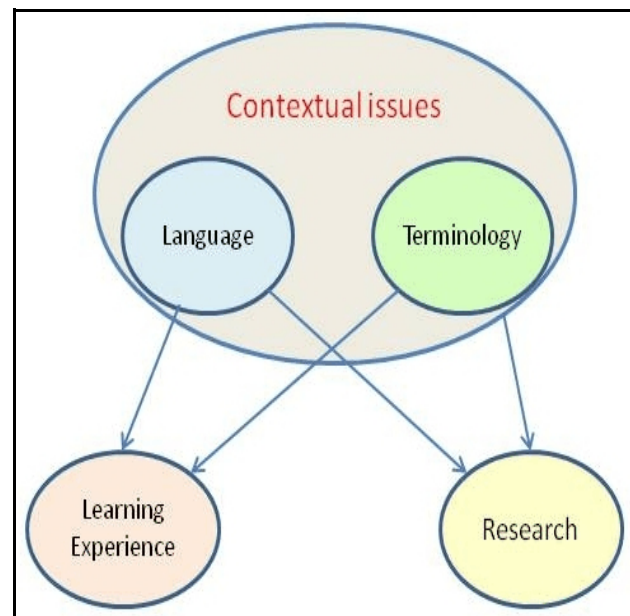 Contextual issues
Language
Terminology
Learning
Experience
Research